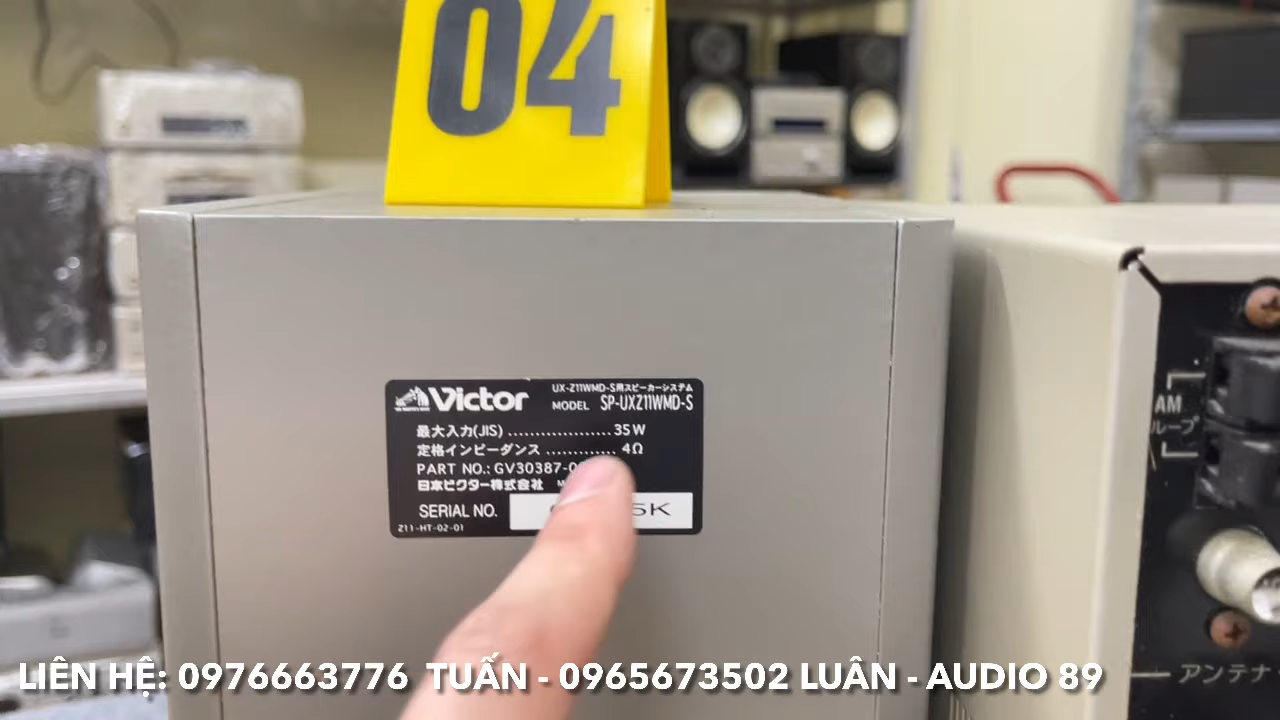 04
Victor
UX-Z11WMD-S用スピーカーシステム
MODEL SP-UXZ11WMD-S
最大入力(JIS) .................. 35W
定格インピーダンス ............. 4Ω
PART NO.: GV30387-0
日本ビクター株式会社
SERIAL NO. 5K
Z11-HT-02-01
AM
ループ
アンテナ
LIÊN HỆ: 0976663776 TUẤN - 0965673502 LUÂN - AUDIO 89